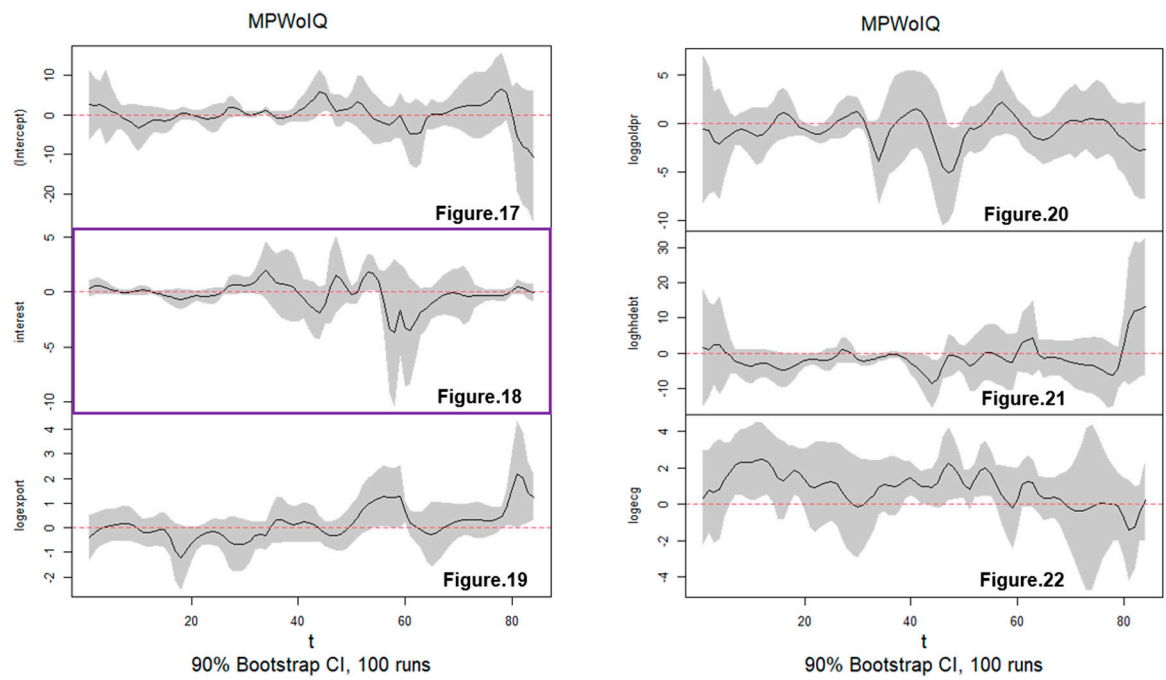 MPWoIQ
10
0
-10
-20
(Intercept)
Figure.17
5
0
-5
-10
interest
Figure.18
4
3
2
1
0
-1
-2
logexport
Figure.19
20
40
60
80
t
90% Bootstrap CI, 100 runs
MPWoIQ
5
0
-5
-10
loggoldpr
Figure.20
30
20
10
0
-10
loghhdebt
Figure.21
4
2
0
-2
-4
logecg
Figure.22
20
40
60
80
t
90% Bootstrap CI, 100 runs